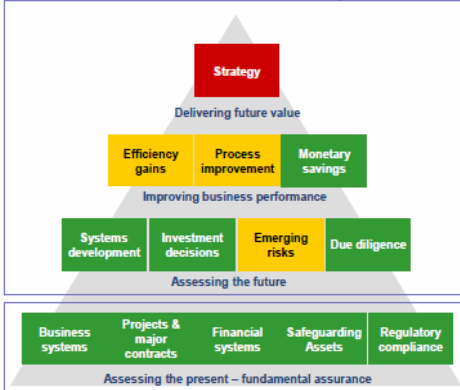 Strategy
Delivering future value
Efficiency gains
Process improvement
Monetary savings
Improving business performance
Systems development
Investment decisions
Emerging risks
Due diligence
Assessing the future
Business systems
Projects & major contracts
Financial systems
Safeguarding Assets
Regulatory compliance
Assessing the present – fundamental assurance